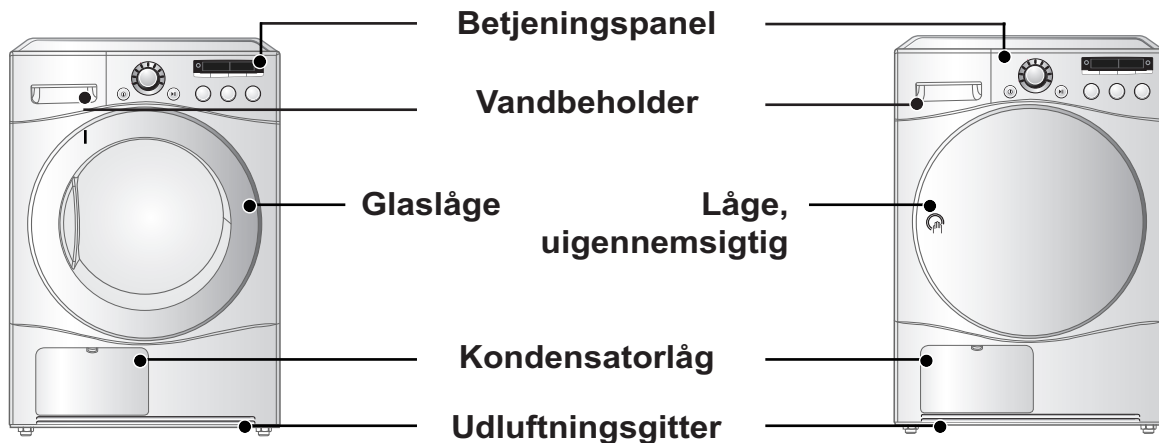 Betjeningspanel
Vandbeholder
Glaslåge
Låge,
uigennemsigtig
Kondensatorlåg
Udluftningsgitter